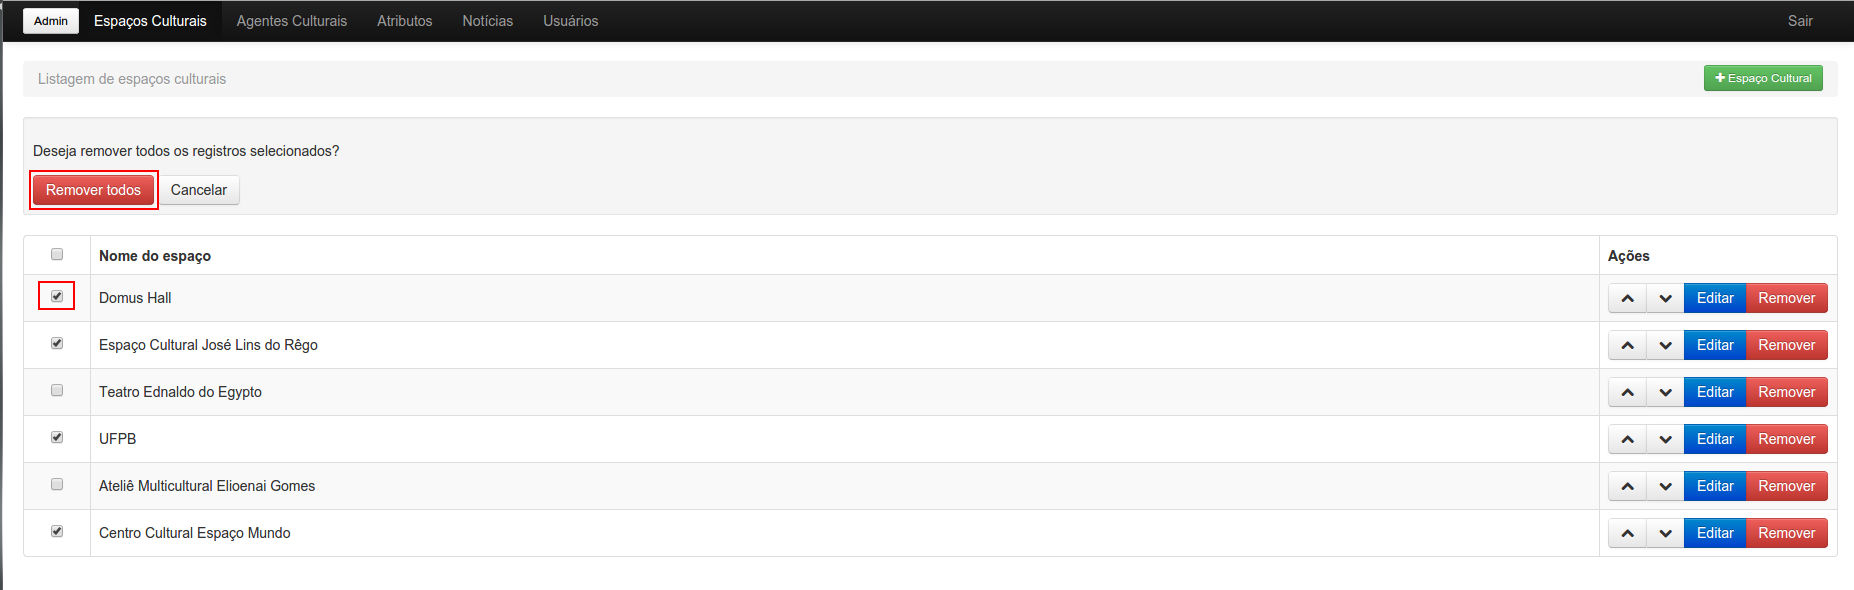 Admin Espaços Culturais Agentes Culturais Atributos Notícias Usuários Sair
Listagem de espaços culturais Espaço Cultural
Deseja remover todos os registros selecionados?
Remover todos Cancelar
Nome do espaço Ações
Domus Hall Editar Remover
Espaço Cultural José Lins do Rêgo Editar Remover
Teatro Ednaldo do Egypto Editar Remover
UFPB Editar Remover
Ateliê Multicultural Elioenai Gomes Editar Remover
Centro Cultural Espaço Mundo Editar Remover